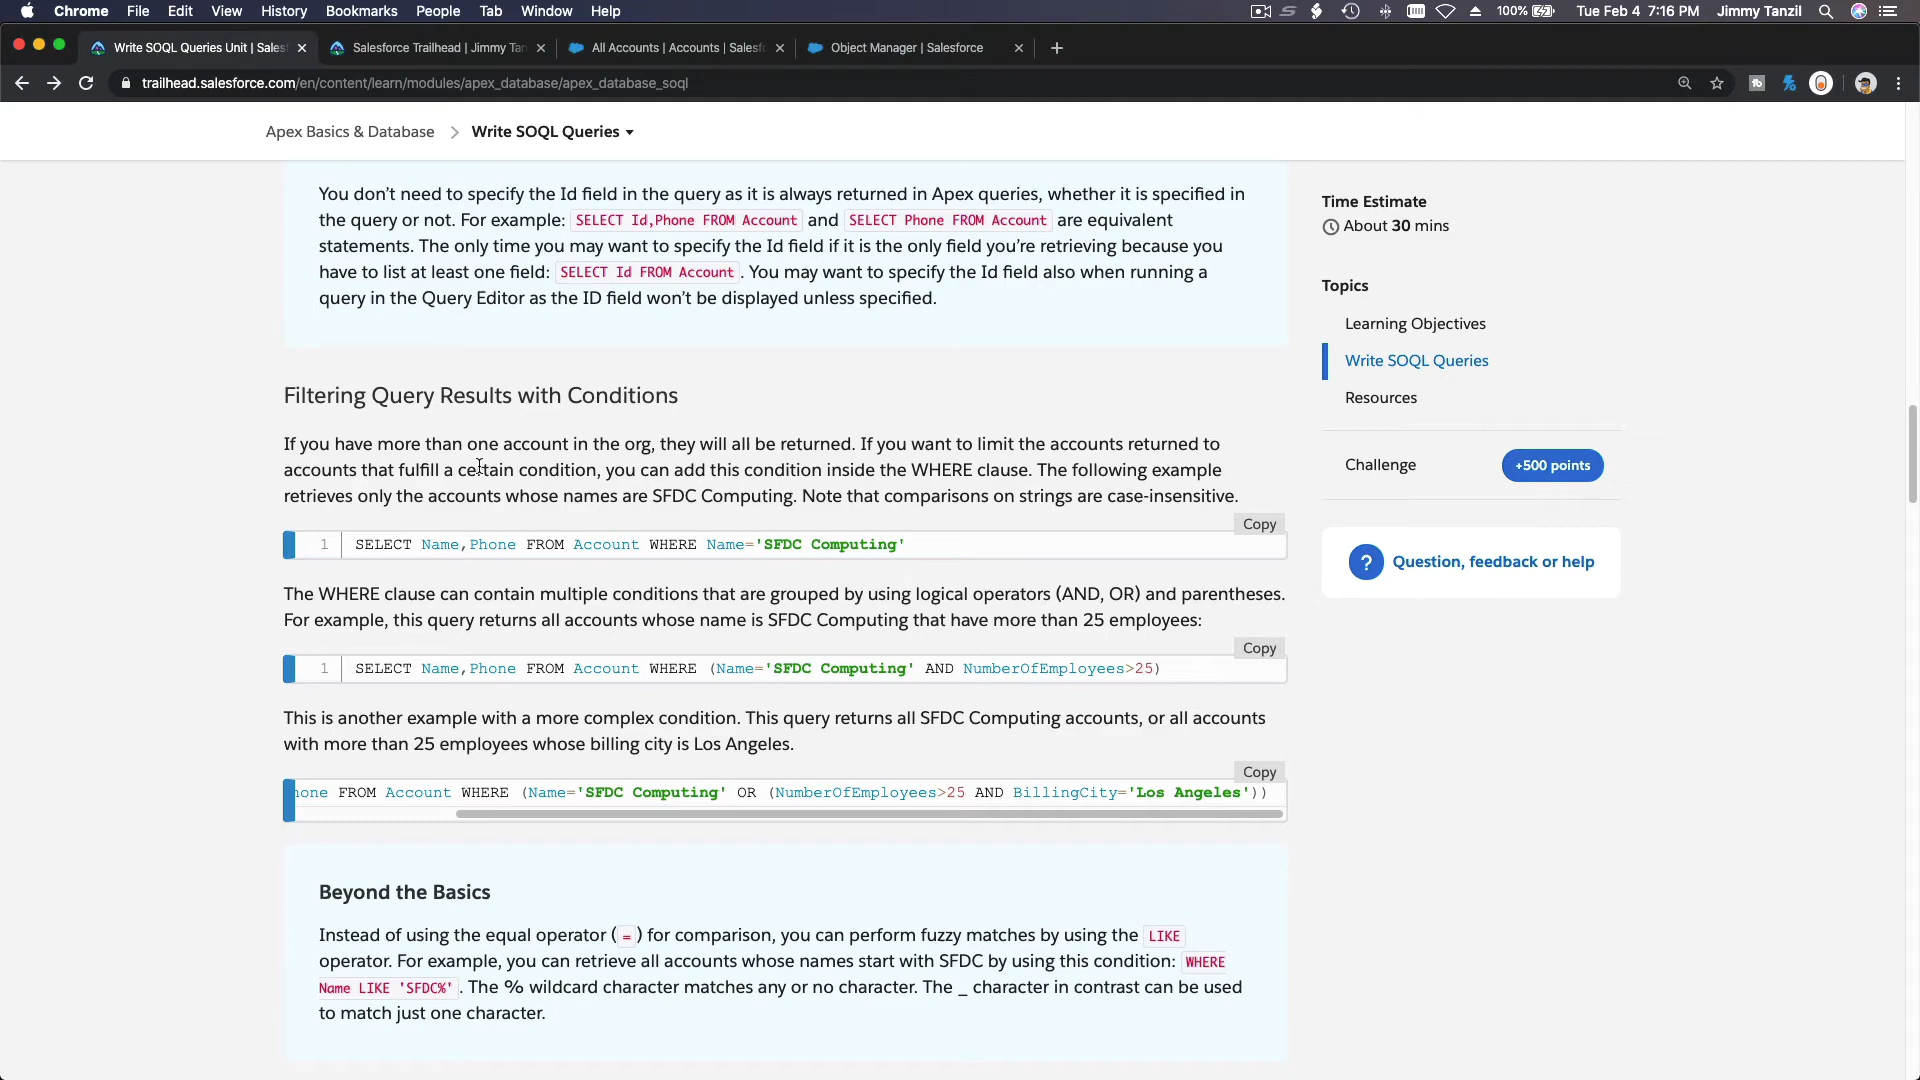 Chrome File Edit View History Bookmarks People Tab Window Help 100% Tue Feb 4 7:16 PM Jimmy Tanzil
Write SOQL Queries Unit | Sales Salesforce Trailhead | Jimmy Tan All Accounts | Accounts | Salesf Object Manager | Salesforce
trailhead.salesforce.com/en/content/learn/modules/apex_database/apex_database_soql
Apex Basics & Database > Write SOQL Queries
You don't need to specify the Id field in the query as it is always returned in Apex queries, whether it is specified in
the query or not. For example: SELECT Id,Phone FROM Account and SELECT Phone FROM Account are equivalent
statements. The only time you may want to specify the Id field if it is the only field you're retrieving because you
have to list at least one field: SELECT Id FROM Account . You may want to specify the Id field also when running a
query in the Query Editor as the ID field won't be displayed unless specified.
Filtering Query Results with Conditions
If you have more than one account in the org, they will all be returned. If you want to limit the accounts returned to
accounts that fulfill a certain condition, you can add this condition inside the WHERE clause. The following example
retrieves only the accounts whose names are SFDC Computing. Note that comparisons on strings are case-insensitive.
Copy
1 SELECT Name,Phone FROM Account WHERE Name='SFDC Computing'
The WHERE clause can contain multiple conditions that are grouped by using logical operators (AND, OR) and parentheses.
For example, this query returns all accounts whose name is SFDC Computing that have more than 25 employees:
Copy
1 SELECT Name,Phone FROM Account WHERE (Name='SFDC Computing' AND NumberOfEmployees>25)
This is another example with a more complex condition. This query returns all SFDC Computing accounts, or all accounts
with more than 25 employees whose billing city is Los Angeles.
Copy
hone FROM Account WHERE (Name='SFDC Computing' OR (NumberOfEmployees>25 AND BillingCity='Los Angeles'))
Beyond the Basics
Instead of using the equal operator ( = ) for comparison, you can perform fuzzy matches by using the LIKE
operator. For example, you can retrieve all accounts whose names start with SFDC by using this condition: WHERE
Name LIKE 'SFDC%' . The % wildcard character matches any or no character. The _ character in contrast can be used
to match just one character.
Time Estimate
About 30 mins
Topics
Learning Objectives
Write SOQL Queries
Resources
Challenge +500 points
? Question, feedback or help